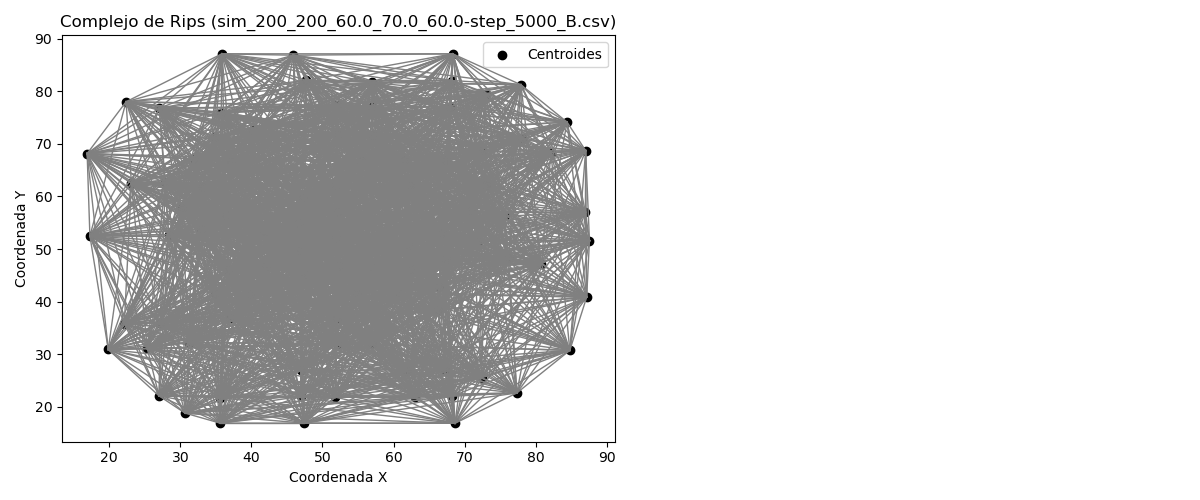 Complejo de Rips (sim_200_200_60.0_70.0_60.0-step_5000_B.csv)
Centroides
90
80
70
60
50
40
30
20
Coordenada Y
20 30 40 50 60 70 80 90
Coordenada X